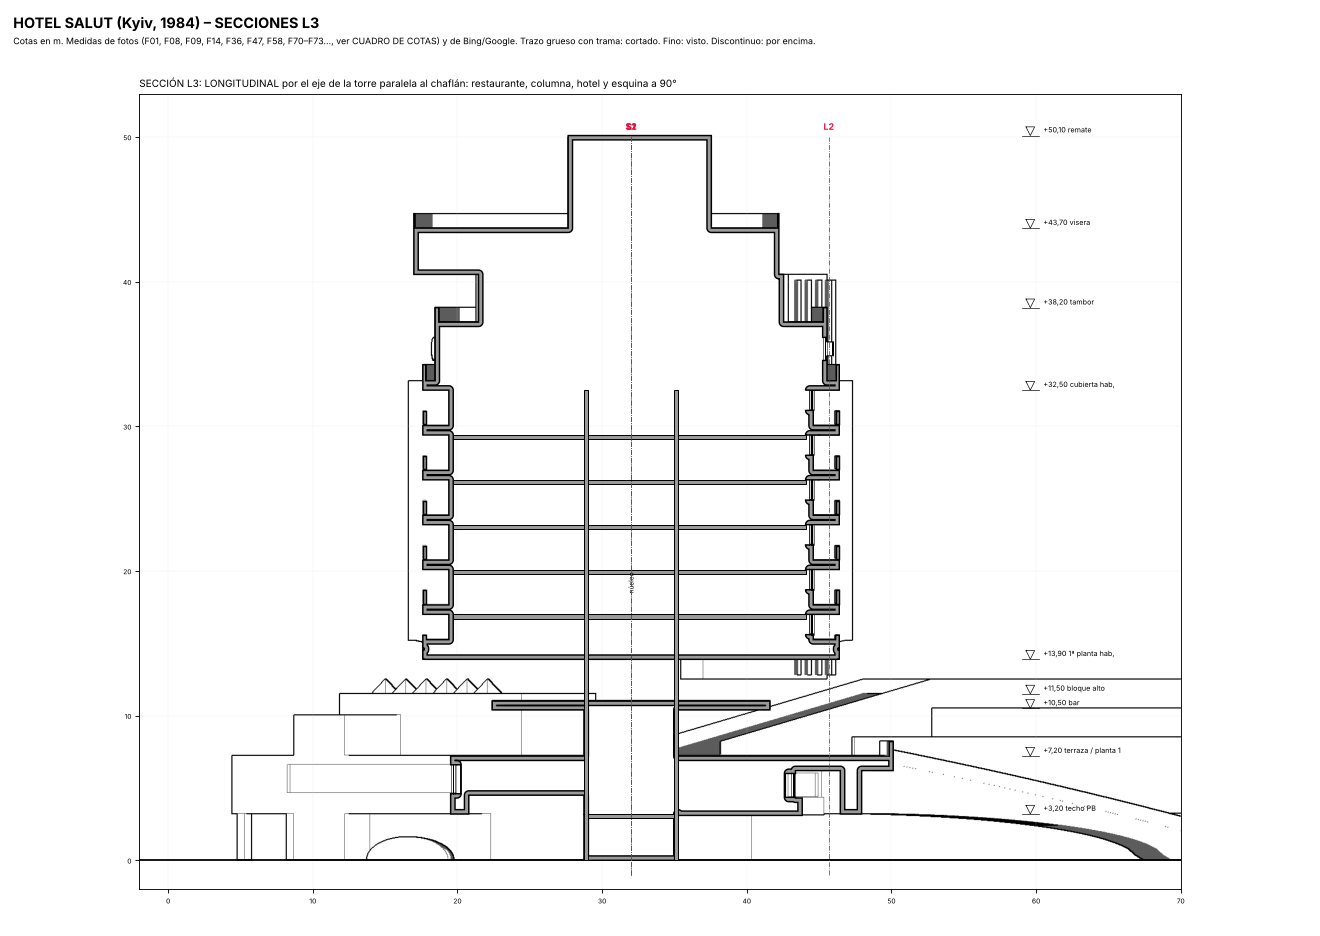 HOTEL SALUT (Kyiv, 1984) – SECCIONES L3
Cotas en m. Medidas de fotos (F01, F08, F09, F14, F36, F47, F58, F70–F73..., ver CUADRO DE COTAS) y de Bing/Google. Trazo grueso con trama: cortado. Fino: visto. Discontinuo: por encima.
SECCIÓN L3: LONGITUDINAL por el eje de la torre paralela al chaflán: restaurante, columna, hotel y esquina a 90°
L2
50
+50,10 remate
+43,70 visera
40
+38,20 tambor
+32,50 cubierta hab,
30
20
núcleo
+13,90 1ª planta hab,
+11,50 bloque alto
+10,50 bar
10
+7,20 terraza / planta 1
+3,20 techo PB
0
0 10 20 30 40 50 60 70